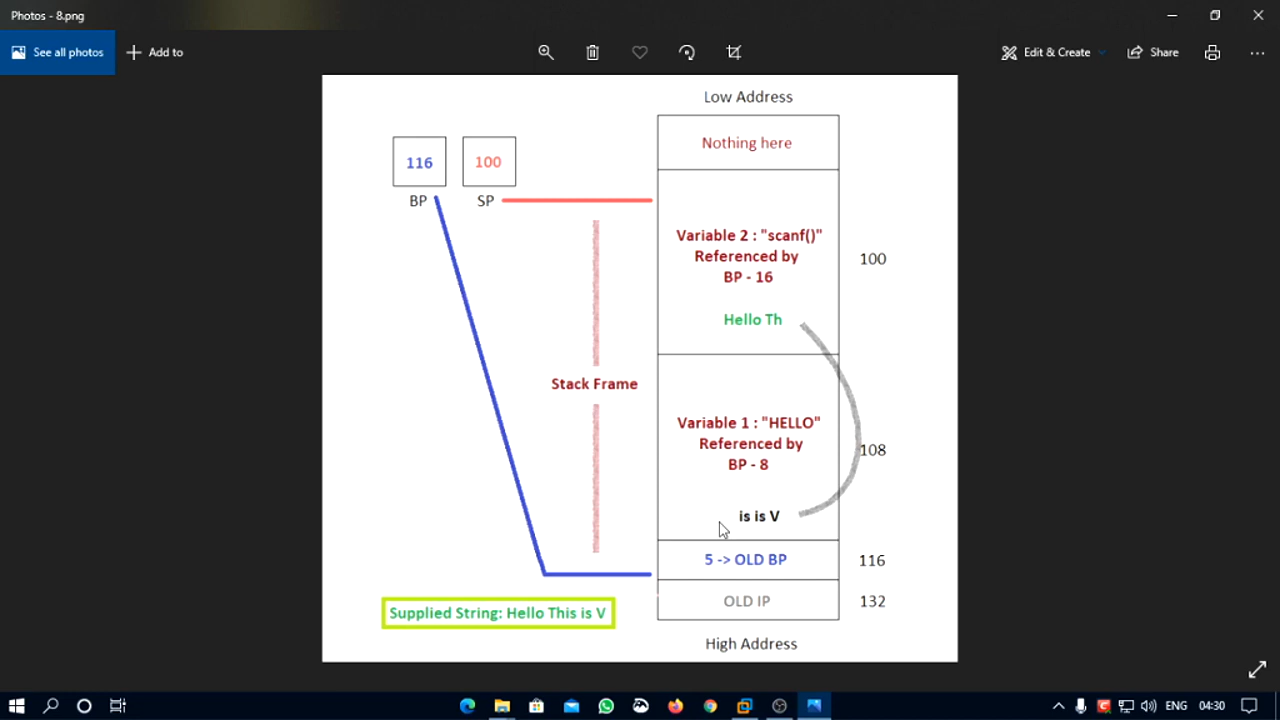 Photos - 8.png
See all photos
Add to
Edit & Create
Share
Low Address
Nothing here
116
100
BP
SP
Variable 2 : "scanf()"
Referenced by
BP - 16
100
Hello Th
Stack Frame
Variable 1 : "HELLO"
Referenced by
BP - 8
108
is is V
5 -> OLD BP
116
Supplied String: Hello This is V
OLD IP
132
High Address
ENG
04:30